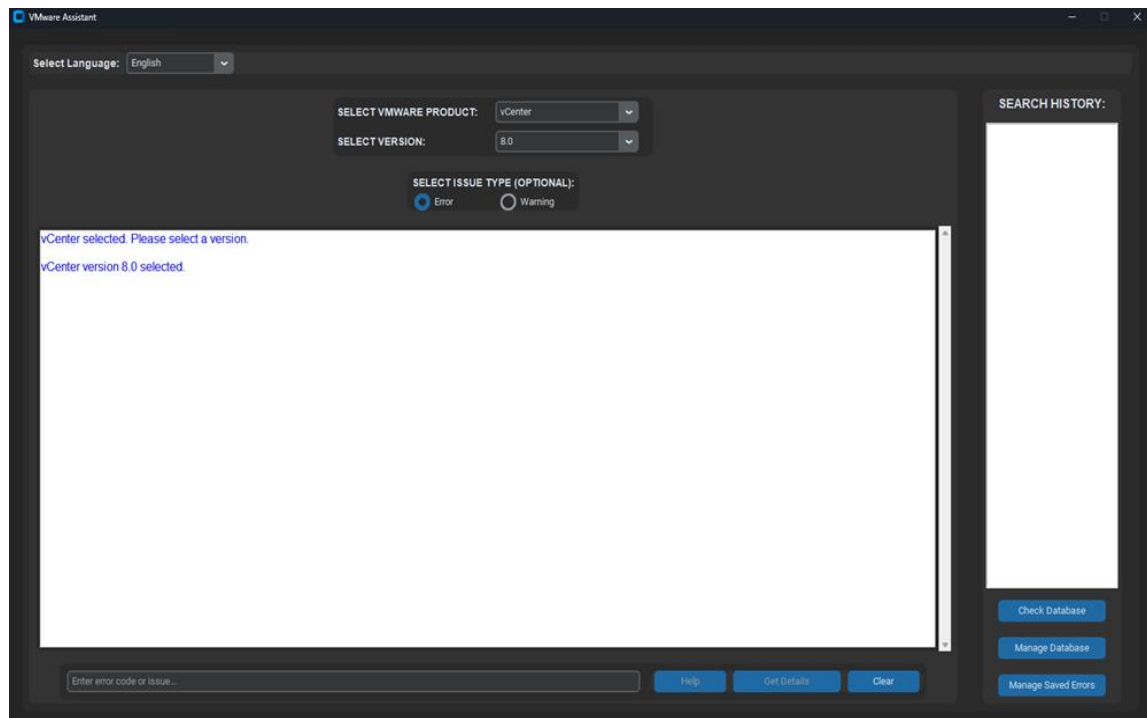 VMware Assistant
Select Language: English
SELECT VMWARE PRODUCT: vCenter
SELECT VERSION: 8.0
SELECT ISSUE TYPE (OPTIONAL):
Error Warning
vCenter selected. Please select a version.
vCenter version 8.0 selected.
Enter error code or issue... Help Get Details Clear
SEARCH HISTORY:
Check Database
Manage Database
Manage Saved Errors